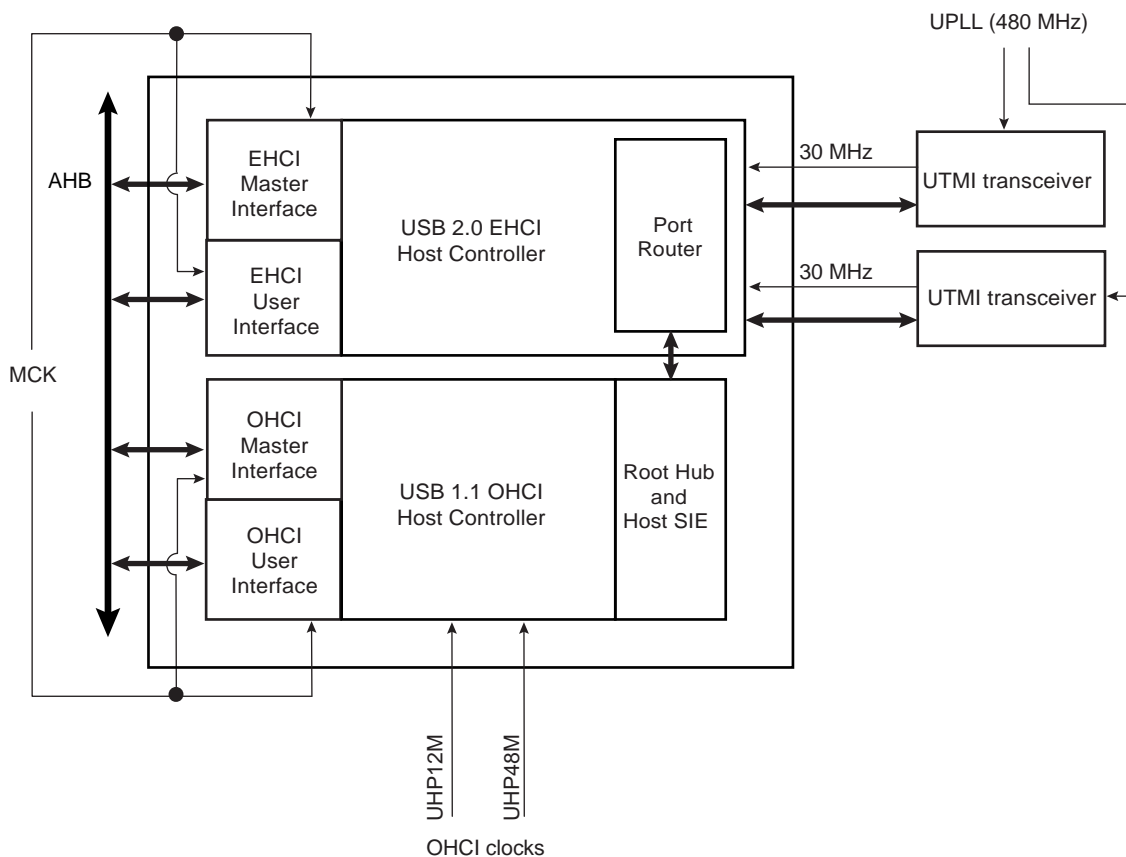 UPLL (480 MHz)
EHCI
Master
Interface
AHB
30 MHz
UTMI transceiver
USB 2.0 EHCI
Host Controller
Port
Router
EHCI
User
Interface
30 MHz
UTMI transceiver
MCK
OHCI
Master
Interface
USB 1.1 OHCI
Host Controller
Root Hub
and
Host SIE
OHCI
User
Interface
UHP12M
UHP48M
OHCI clocks